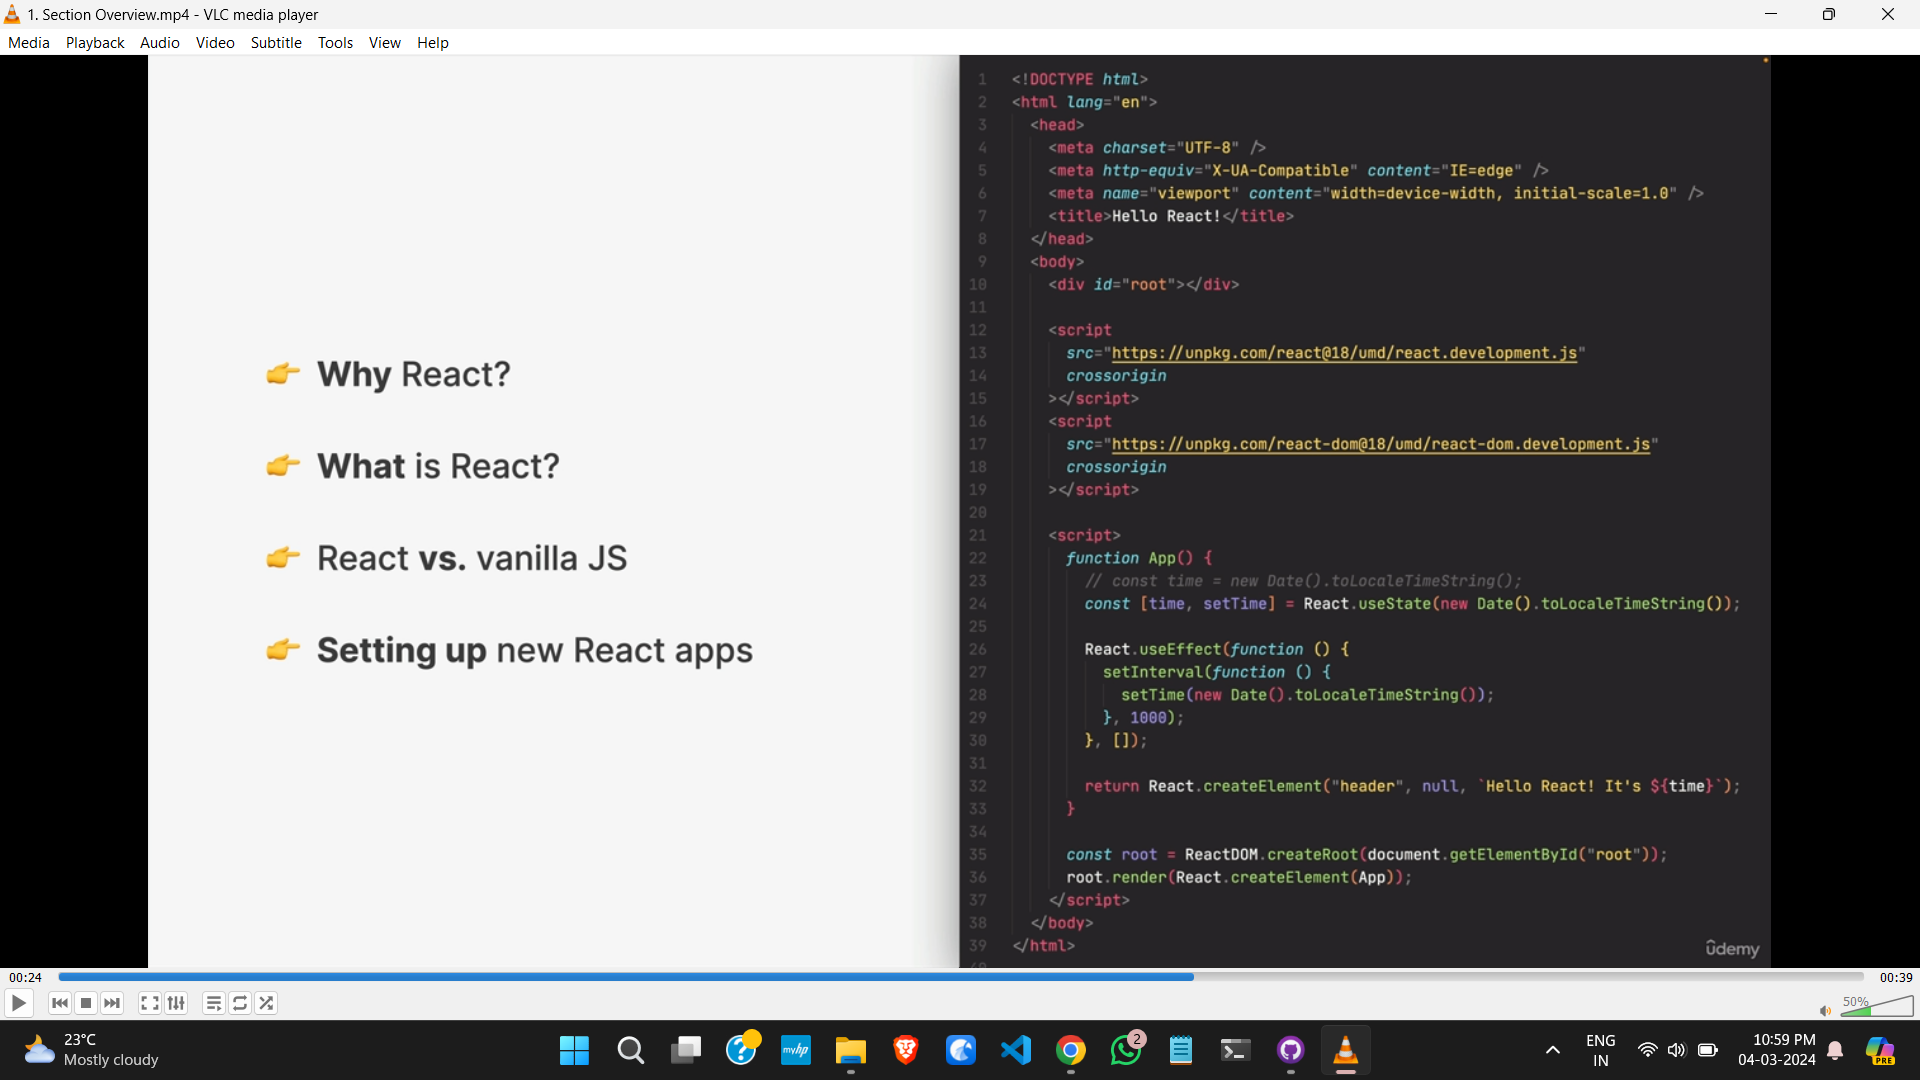 1. Section Overview.mp4 - VLC media player
Media Playback Audio Video Subtitle Tools View Help
👉 Why React?
👉 What is React?
👉 React vs. vanilla JS
👉 Setting up new React apps
1 <!DOCTYPE html>
2 <html lang="en">
3 <head>
4 <meta charset="UTF-8" />
5 <meta http-equiv="X-UA-Compatible" content="IE=edge" />
6 <meta name="viewport" content="width=device-width, initial-scale=1.0" />
7 <title>Hello React!</title>
8 </head>
9 <body>
10 <div id="root"></div>
11
12 <script
13 src="https://unpkg.com/react@18/umd/react.development.js"
14 crossorigin
15 ></script>
16 <script
17 src="https://unpkg.com/react-dom@18/umd/react-dom.development.js"
18 crossorigin
19 ></script>
20
21 <script>
22 function App() {
23 // const time = new Date().toLocaleTimeString();
24 const [time, setTime] = React.useState(new Date().toLocaleTimeString());
25
26 React.useEffect(function () {
27 setInterval(function () {
28 setTime(new Date().toLocaleTimeString());
29 }, 1000);
30 }, []);
31
32 return React.createElement("header", null, `Hello React! It's ${time}`);
33 }
34
35 const root = ReactDOM.createRoot(document.getElementById("root"));
36 root.render(React.createElement(App));
37 </script>
38 </body>
39 </html>
ûdemy
00:24
00:39
50%
23°C
Mostly cloudy
myhp
2
ENG
IN
10:59 PM
04-03-2024
PRE